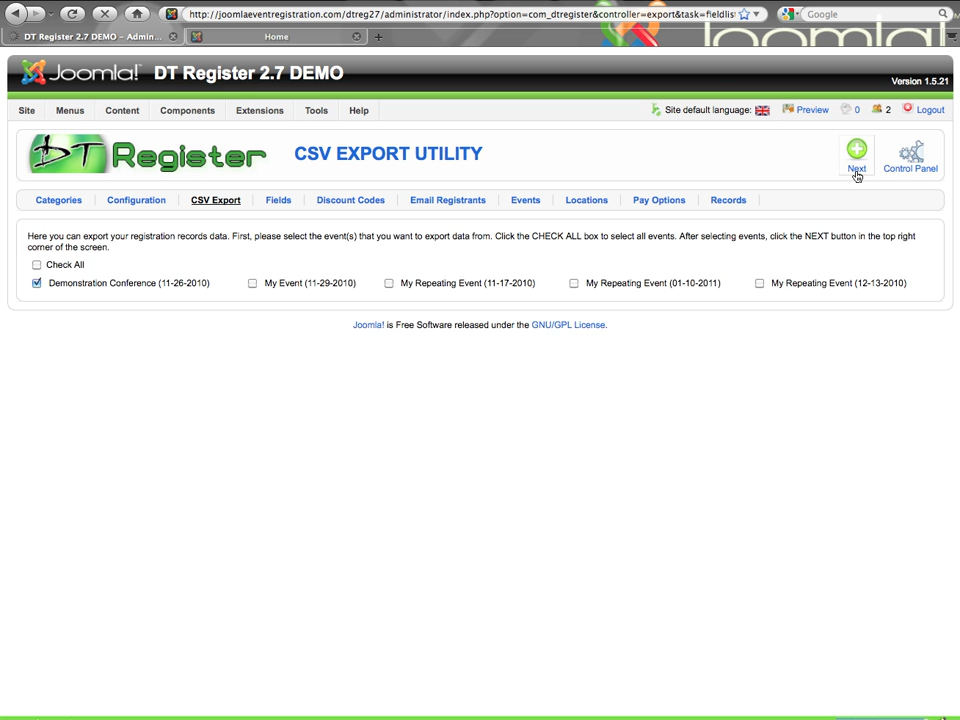 http://joomlaeventregistration.com/dtreg27/administrator/index.php?option=com_dtregister&controller=export&task=fieldlis
Google
DT Register 2.7 DEMO – Admin...
Home
Joomla!
Joomla! DT Register 2.7 DEMO
Version 1.5.21
Site Menus Content Components Extensions Tools Help
Site default language: Preview 0 2 Logout
DT Register
CSV EXPORT UTILITY
Next
Control Panel
Categories Configuration CSV Export Fields Discount Codes Email Registrants Events Locations Pay Options Records
Here you can export your registration records data. First, please select the event(s) that you want to export data from. Click the CHECK ALL box to select all events. After selecting events, click the NEXT button in the top right
corner of the screen.
Check All
Demonstration Conference (11-26-2010) My Event (11-29-2010) My Repeating Event (11-17-2010) My Repeating Event (01-10-2011) My Repeating Event (12-13-2010)
Joomla! is Free Software released under the GNU/GPL License.